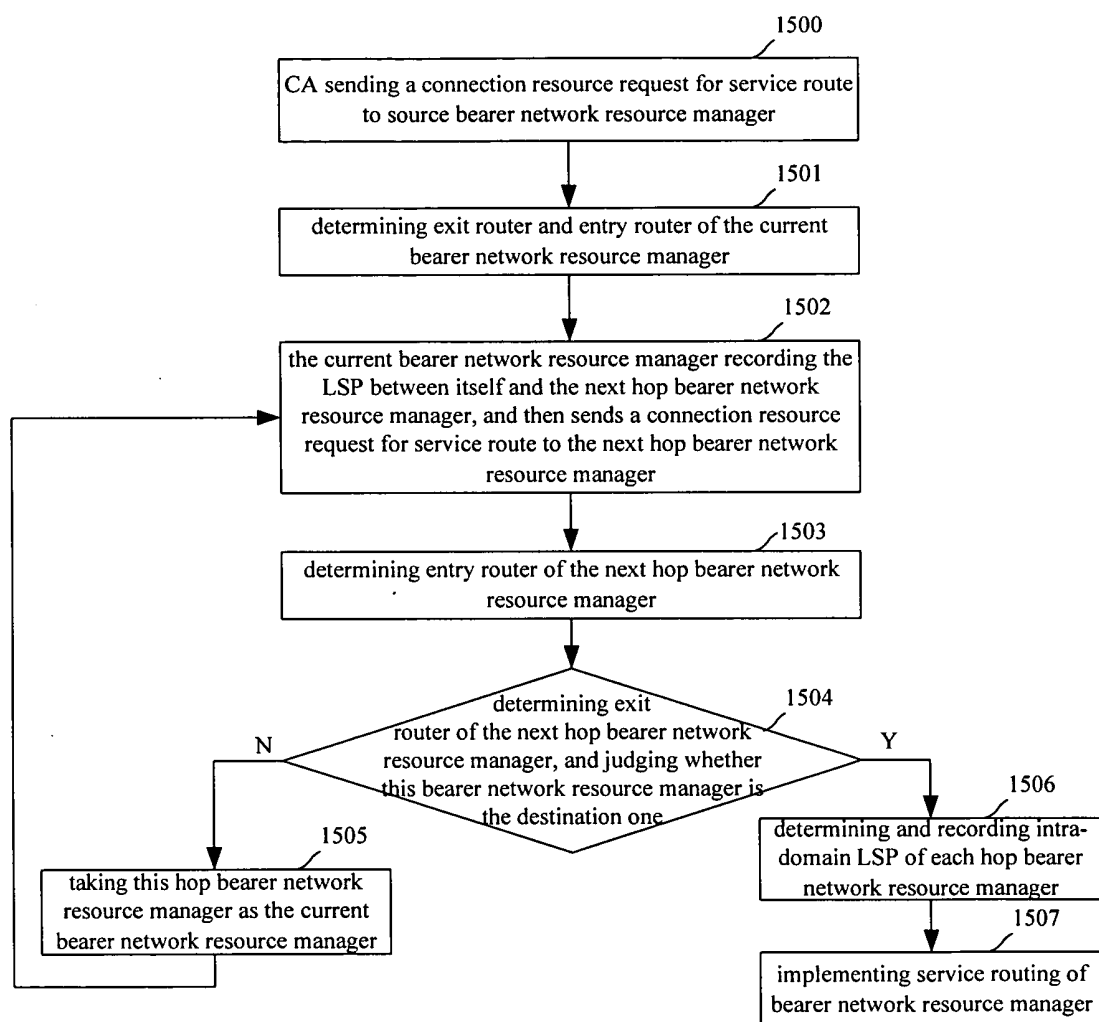 1500
CA sending a connection resource request for service route
to source bearer network resource manager
1501
determining exit router and entry router of the current
bearer network resource manager
1502
the current bearer network resource manager recording the
LSP between itself and the next hop bearer network
resource manager, and then sends a connection resource
request for service route to the next hop bearer network
resource manager
1503
determining entry router of the next hop bearer network
resource manager
1504
determining exit
router of the next hop bearer network
resource manager, and judging whether
this bearer network resource manager is
the destination one
N
Y
1505
taking this hop bearer network
resource manager as the current
bearer network resource manager
1506
determining and recording intra-
domain LSP of each hop bearer
network resource manager
1507
implementing service routing of
bearer network resource manager